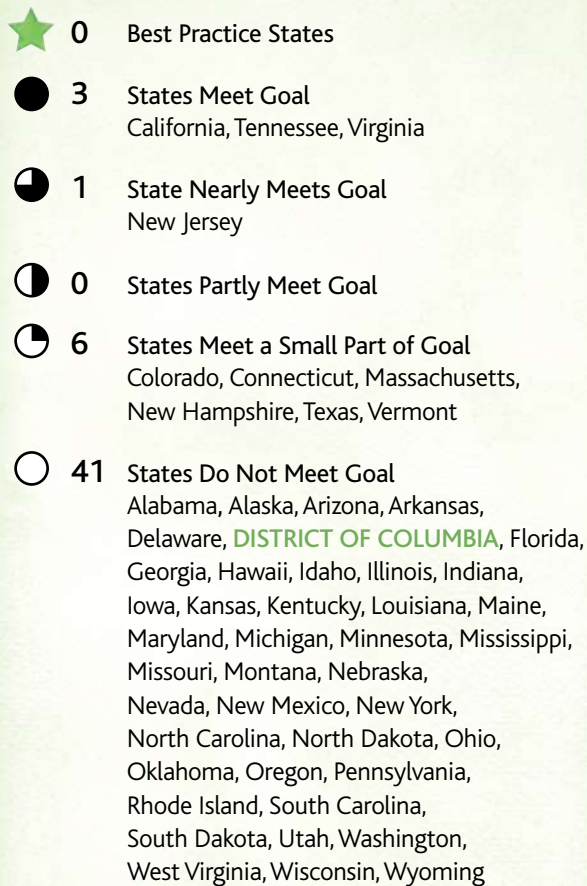 0 Best Practice States
3 States Meet Goal
California, Tennessee, Virginia
1 State Nearly Meets Goal
New Jersey
0 States Partly Meet Goal
6 States Meet a Small Part of Goal
Colorado, Connecticut, Massachusetts,
New Hampshire, Texas, Vermont
41 States Do Not Meet Goal
Alabama, Alaska, Arizona, Arkansas,
Delaware, DISTRICT OF COLUMBIA, Florida,
Georgia, Hawaii, Idaho, Illinois, Indiana,
Iowa, Kansas, Kentucky, Louisiana, Maine,
Maryland, Michigan, Minnesota, Mississippi,
Missouri, Montana, Nebraska,
Nevada, New Mexico, New York,
North Carolina, North Dakota, Ohio,
Oklahoma, Oregon, Pennsylvania,
Rhode Island, South Carolina,
South Dakota, Utah, Washington,
West Virginia, Wisconsin, Wyoming